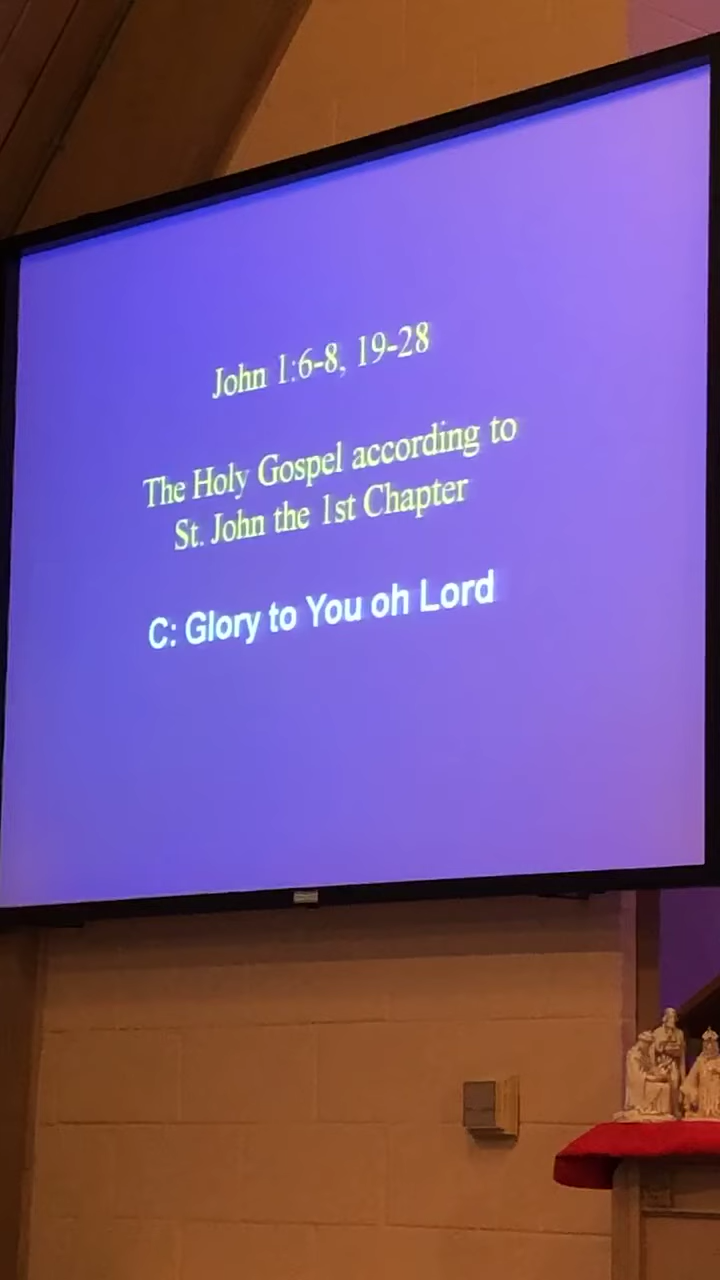 John 1:6-8, 19-28
The Holy Gospel according to
St. John the 1st Chapter
C: Glory to You oh Lord